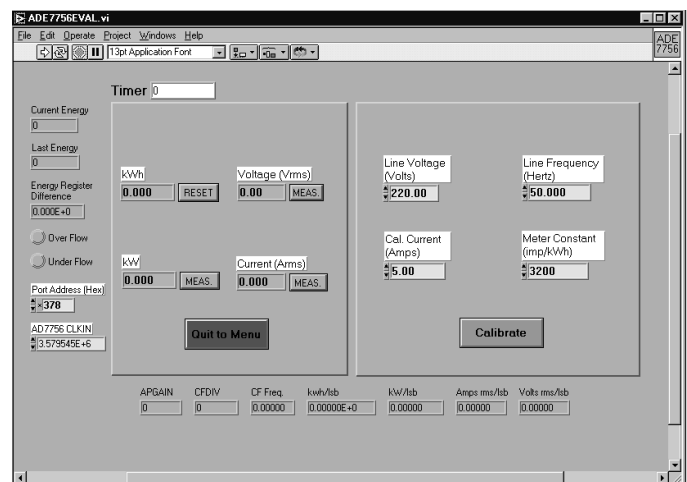 ADE7756EVAL.vi
File Edit Operate Project Windows Help
13pt Application Font
ADE
7756
Timer 0
Current Energy
0
Last Energy
0
Energy Register
Difference
0.000E+0
Over Flow
Under Flow
Port Address (Hex)
×378
AD7756 CLKIN
3.579545E+6
kWh
0.000 RESET
Voltage (Vrms)
0.00 MEAS.
kW
0.000 MEAS.
Current (Arms)
0.000 MEAS.
Quit to Menu
Line Voltage
(Volts)
220.00
Line Frequency
(Hertz)
50.000
Cal. Current
(Amps)
5.00
Meter Constant
(imp/kWh)
3200
Calibrate
APGAIN CFDIV CF Freq. kwh/lsb kW/lsb Amps rms/lsb Volts rms/lsb
0 0 0.00000 0.00000E+0 0.00000 0.00000 0.00000